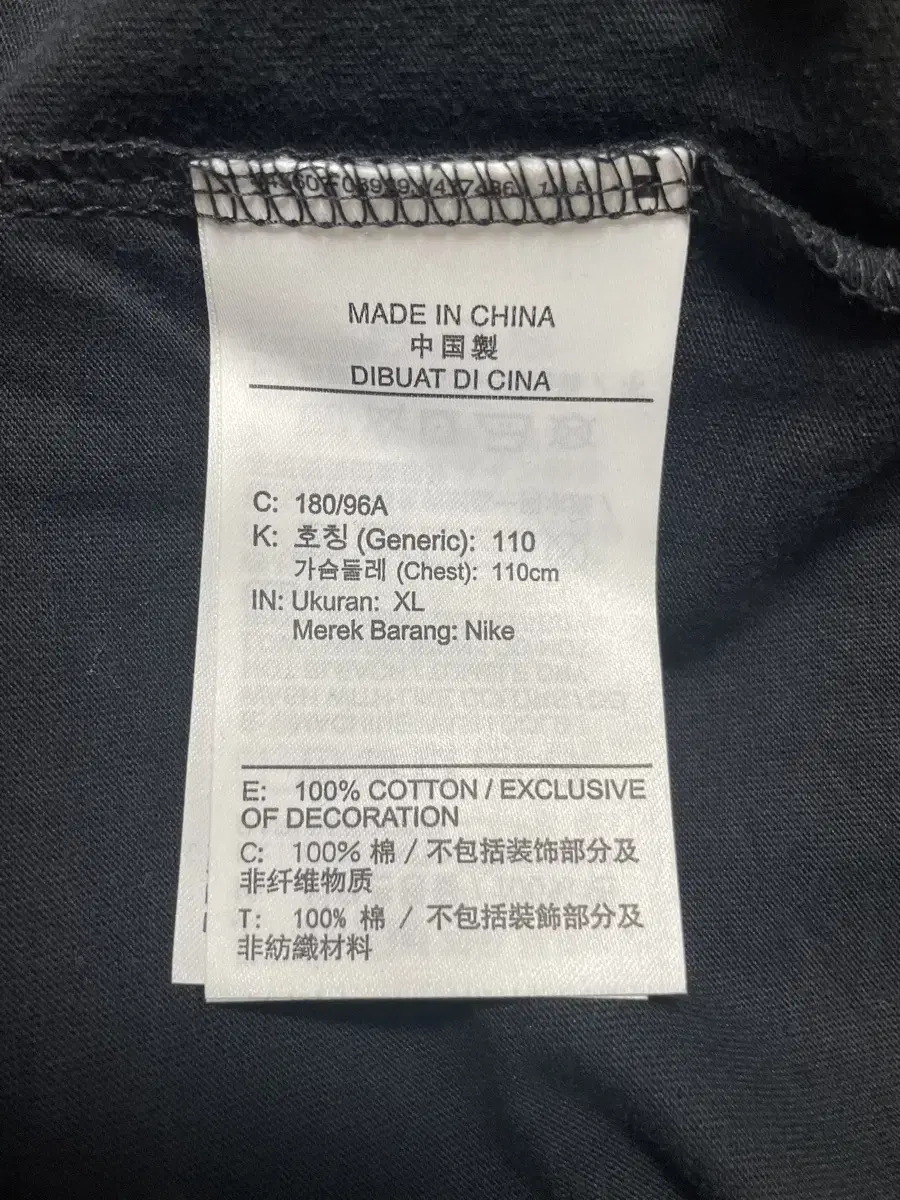 MADE IN CHINA
中国製
DIBUAT DI CINA
C: 180/96A
K: 호칭 (Generic): 110
가슴둘레 (Chest): 110cm
IN: Ukuran: XL
Merek Barang: Nike
E: 100% COTTON / EXCLUSIVE
OF DECORATION
C: 100% 棉 / 不包括装饰部分及
非纤维物质
T: 100% 棉 / 不包括裝飾部分及
非紡織材料